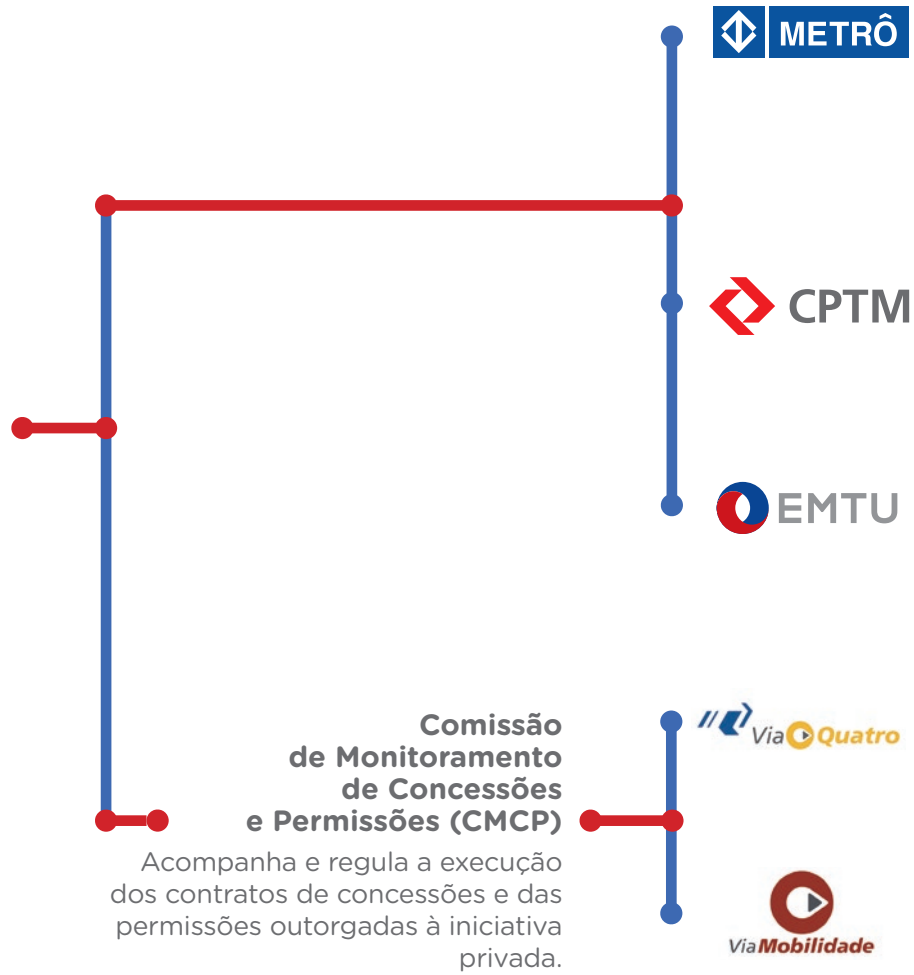 METRÔ
CPTM
EMTU
ViaQuatro
Comissão
de Monitoramento
de Concessões
e Permissões (CMCP)
Acompanha e regula a execução
dos contratos de concessões e das
permissões outorgadas à iniciativa
privada.
ViaMobilidade